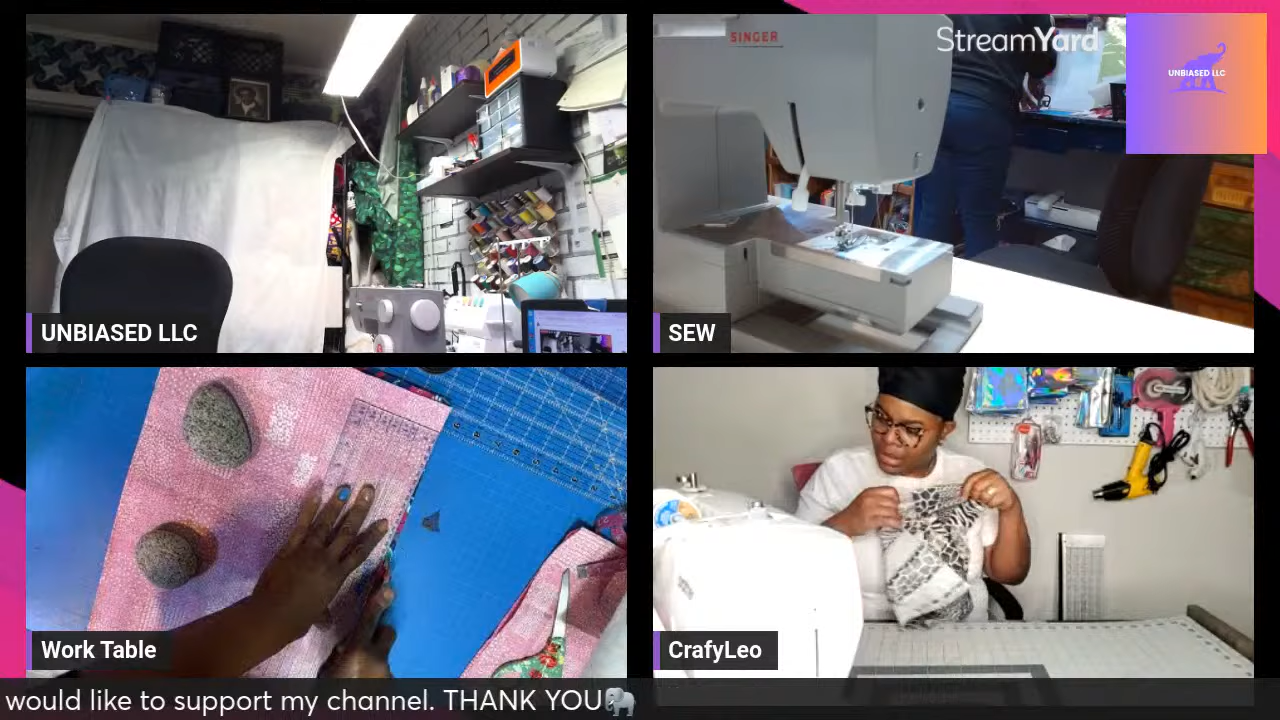 SINGER
StreamYard
UNBIASED LLC
UNBIASED LLC
SEW
Work Table
CrafyLeo
would like to support my channel. THANK YOU🐘